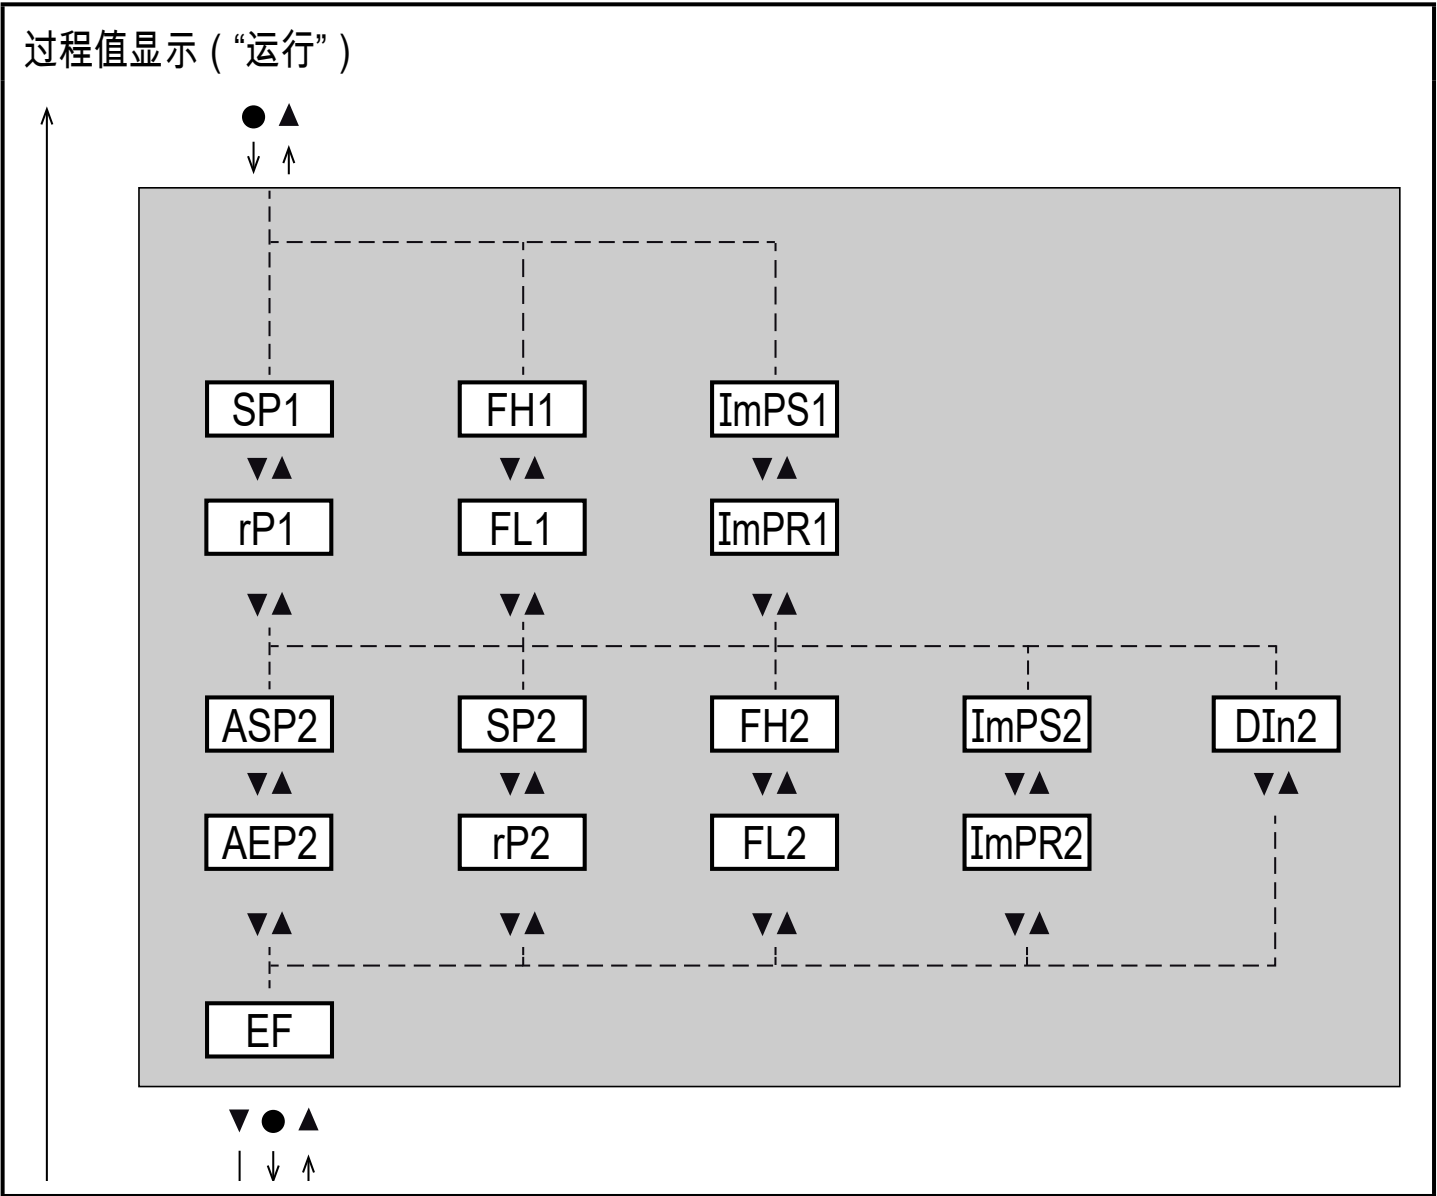 过程值显示（“运行”）
SP1 FH1 ImPS1
rP1 FL1 ImPR1
ASP2 SP2 FH2 ImPS2 DIn2
AEP2 rP2 FL2 ImPR2
EF